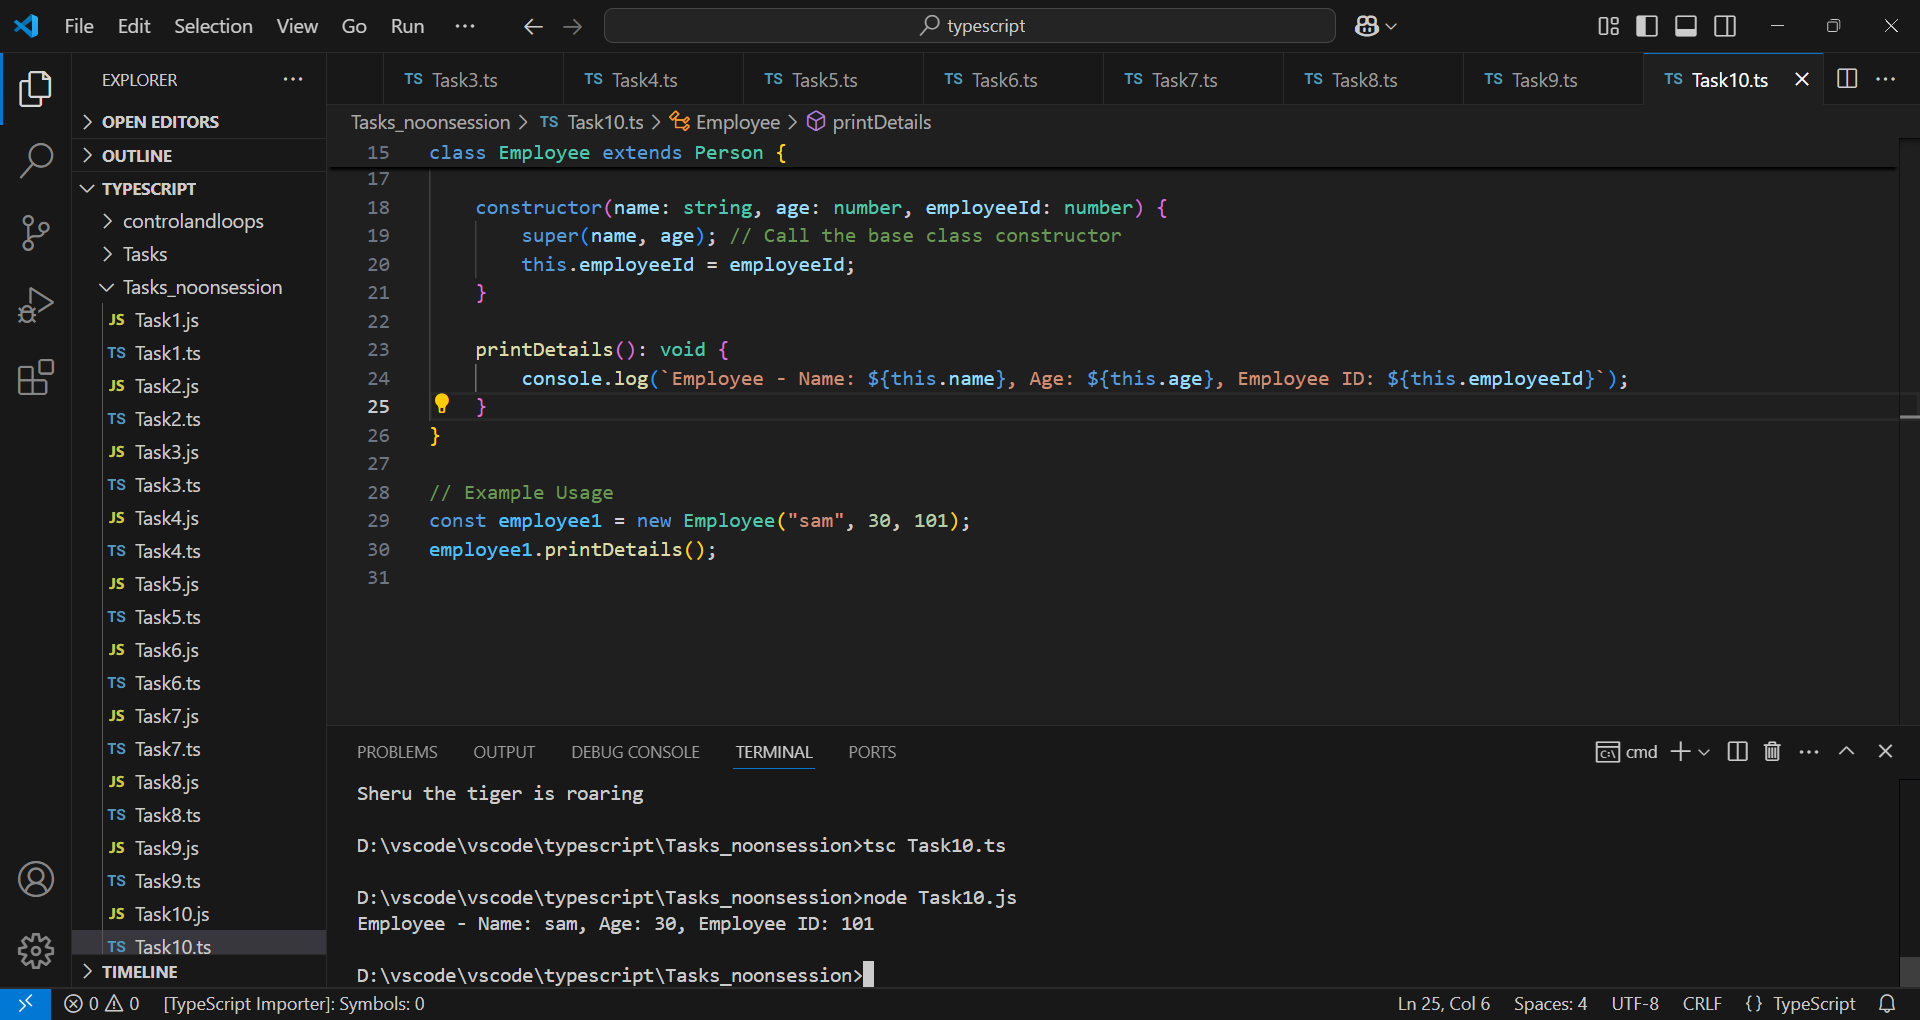 File Edit Selection View Go Run ··· typescript
EXPLORER ···
OPEN EDITORS
OUTLINE
TYPESCRIPT
controlandloops
Tasks
Tasks_noonsession
JS Task1.js
TS Task1.ts
JS Task2.js
TS Task2.ts
JS Task3.js
TS Task3.ts
JS Task4.js
TS Task4.ts
JS Task5.js
TS Task5.ts
JS Task6.js
TS Task6.ts
JS Task7.js
TS Task7.ts
JS Task8.js
TS Task8.ts
JS Task9.js
TS Task9.ts
JS Task10.js
TS Task10.ts
TIMELINE
TS Task3.ts TS Task4.ts TS Task5.ts TS Task6.ts TS Task7.ts TS Task8.ts TS Task9.ts TS Task10.ts
Tasks_noonsession > TS Task10.ts > Employee > printDetails
15 class Employee extends Person {
17
18 constructor(name: string, age: number, employeeId: number) {
19 super(name, age); // Call the base class constructor
20 this.employeeId = employeeId;
21 }
22
23 printDetails(): void {
24 console.log(`Employee - Name: ${this.name}, Age: ${this.age}, Employee ID: ${this.employeeId}`);
25 }
26 }
27
28 // Example Usage
29 const employee1 = new Employee("sam", 30, 101);
30 employee1.printDetails();
31
PROBLEMS OUTPUT DEBUG CONSOLE TERMINAL PORTS cmd
Sheru the tiger is roaring
D:\vscode\vscode\typescript\Tasks_noonsession>tsc Task10.ts
D:\vscode\vscode\typescript\Tasks_noonsession>node Task10.js
Employee - Name: sam, Age: 30, Employee ID: 101
D:\vscode\vscode\typescript\Tasks_noonsession>
0 0 [TypeScript Importer]: Symbols: 0 Ln 25, Col 6 Spaces: 4 UTF-8 CRLF {} TypeScript